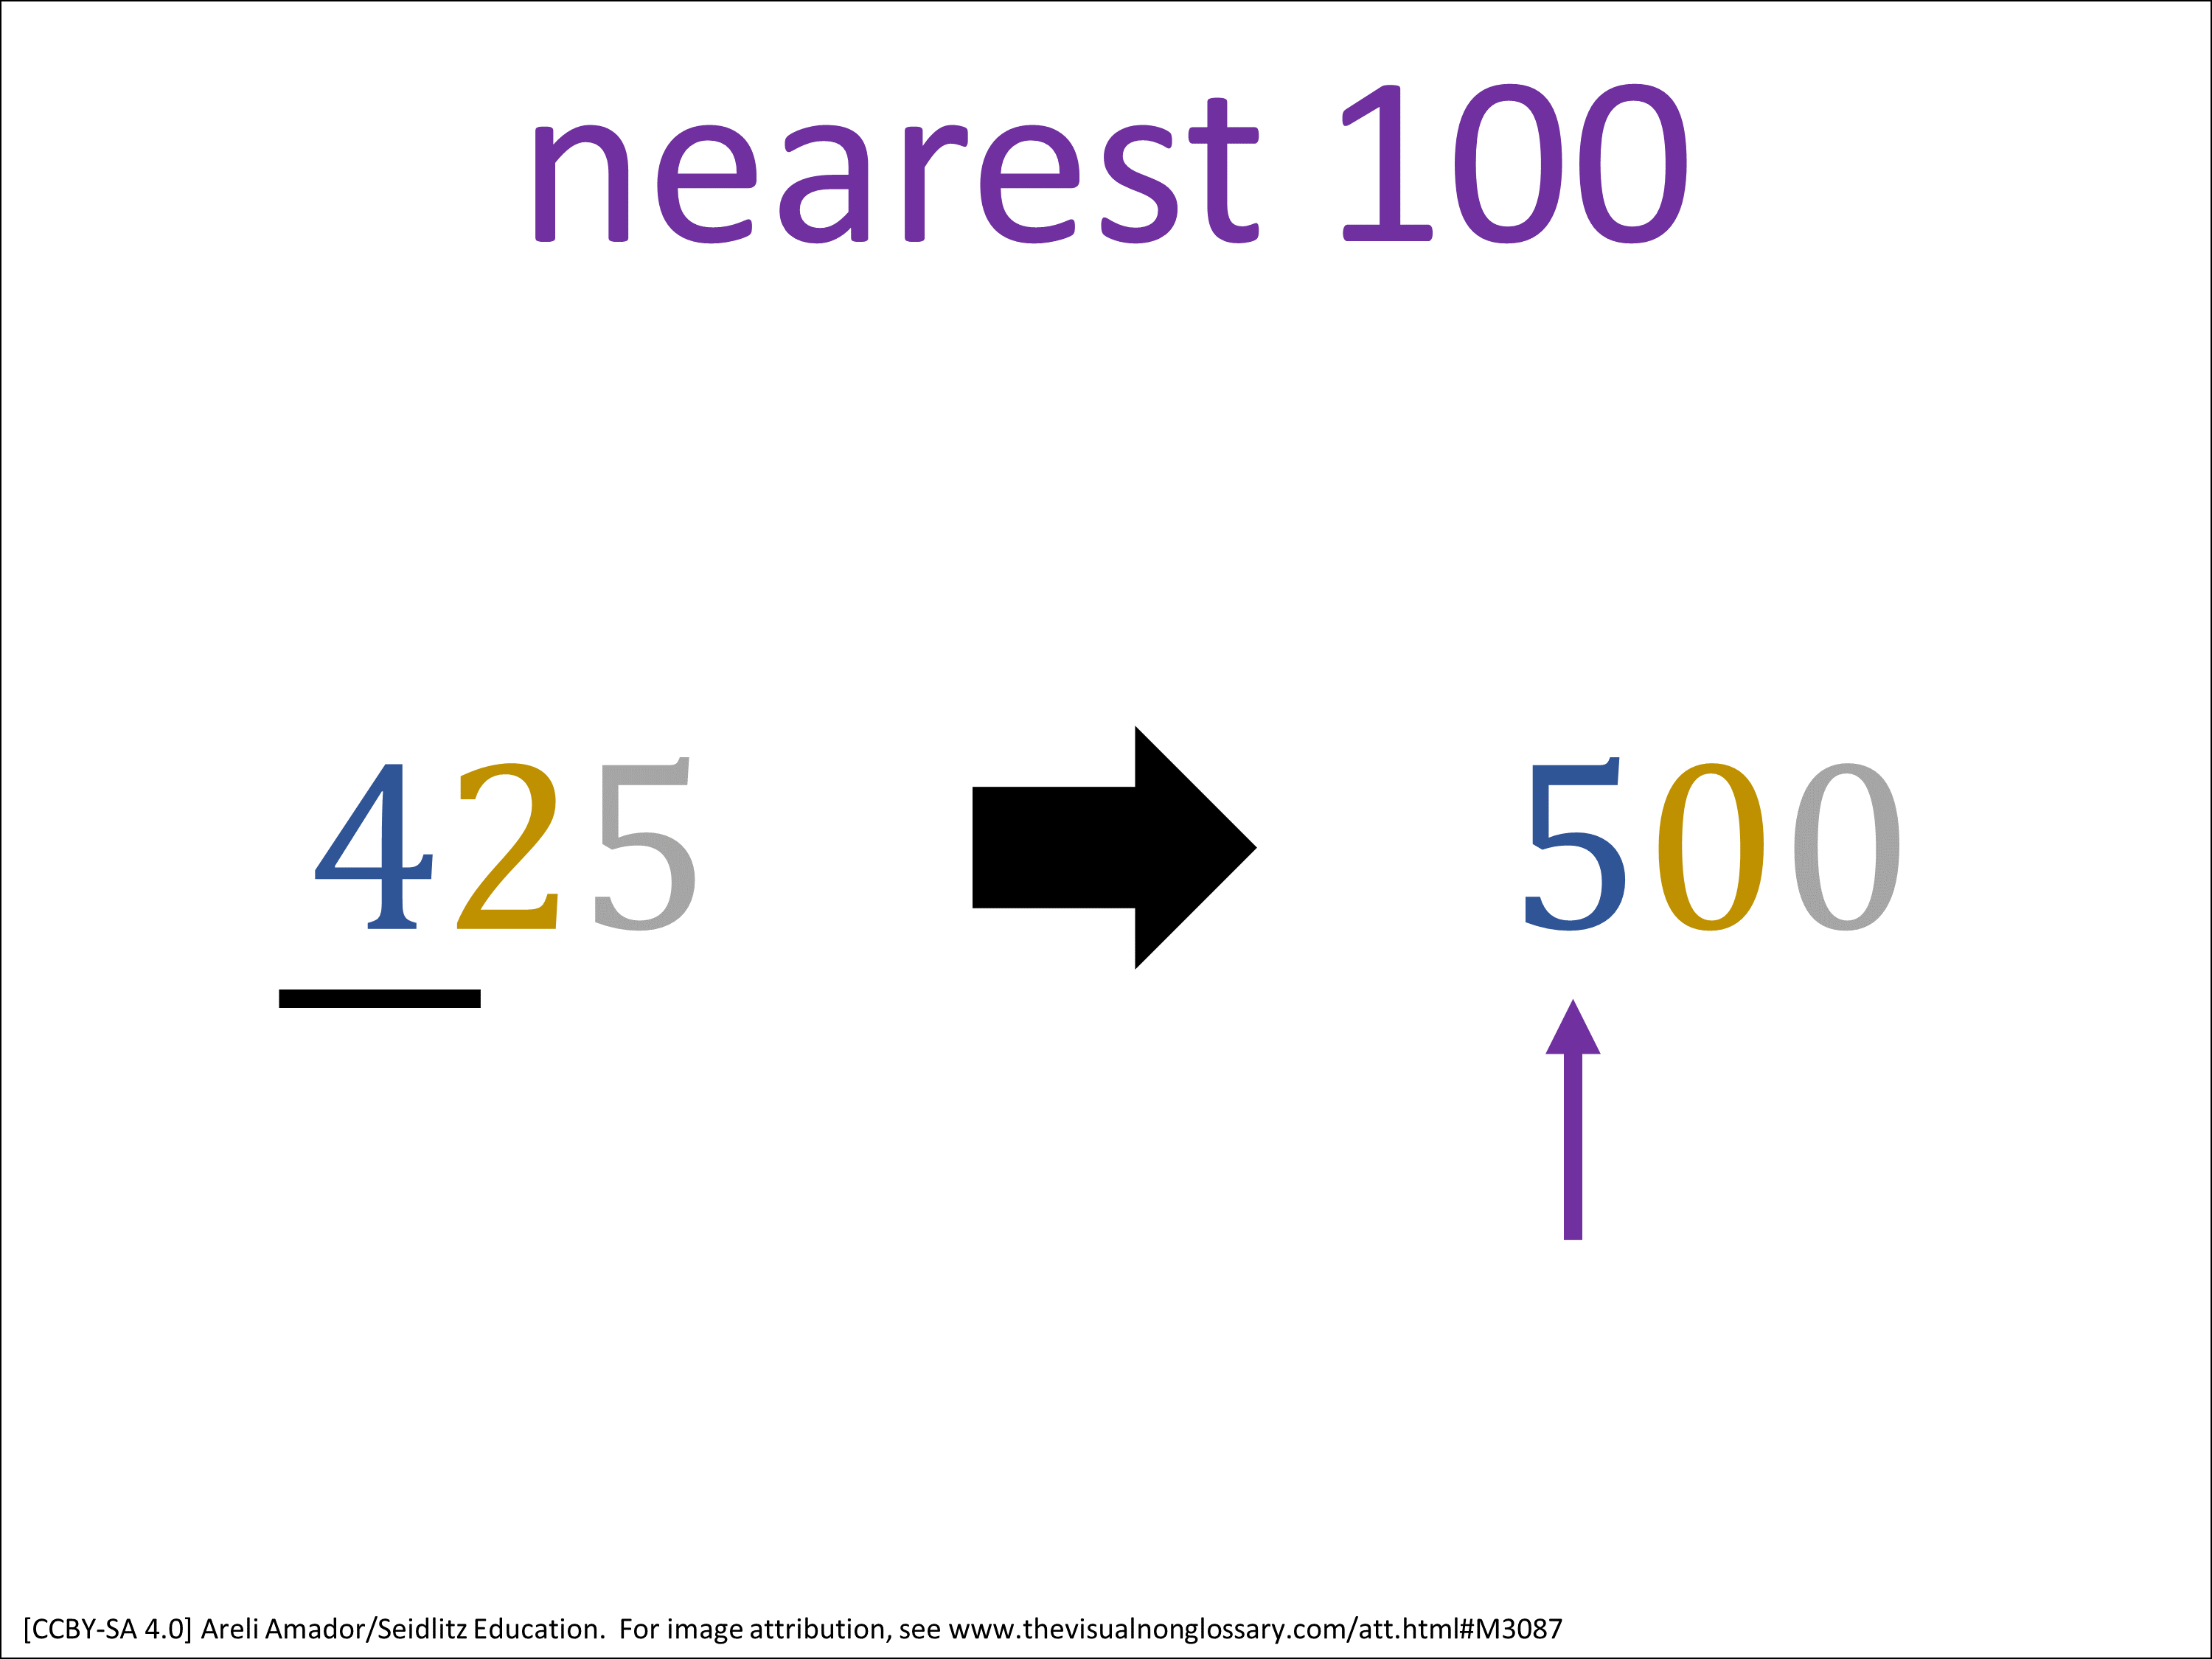 nearest 100
425 500
[CCBY-SA 4.0] Areli Amador/Seidlitz Education. For image attribution, see www.thevisualnonglossary.com/att.html#M3087